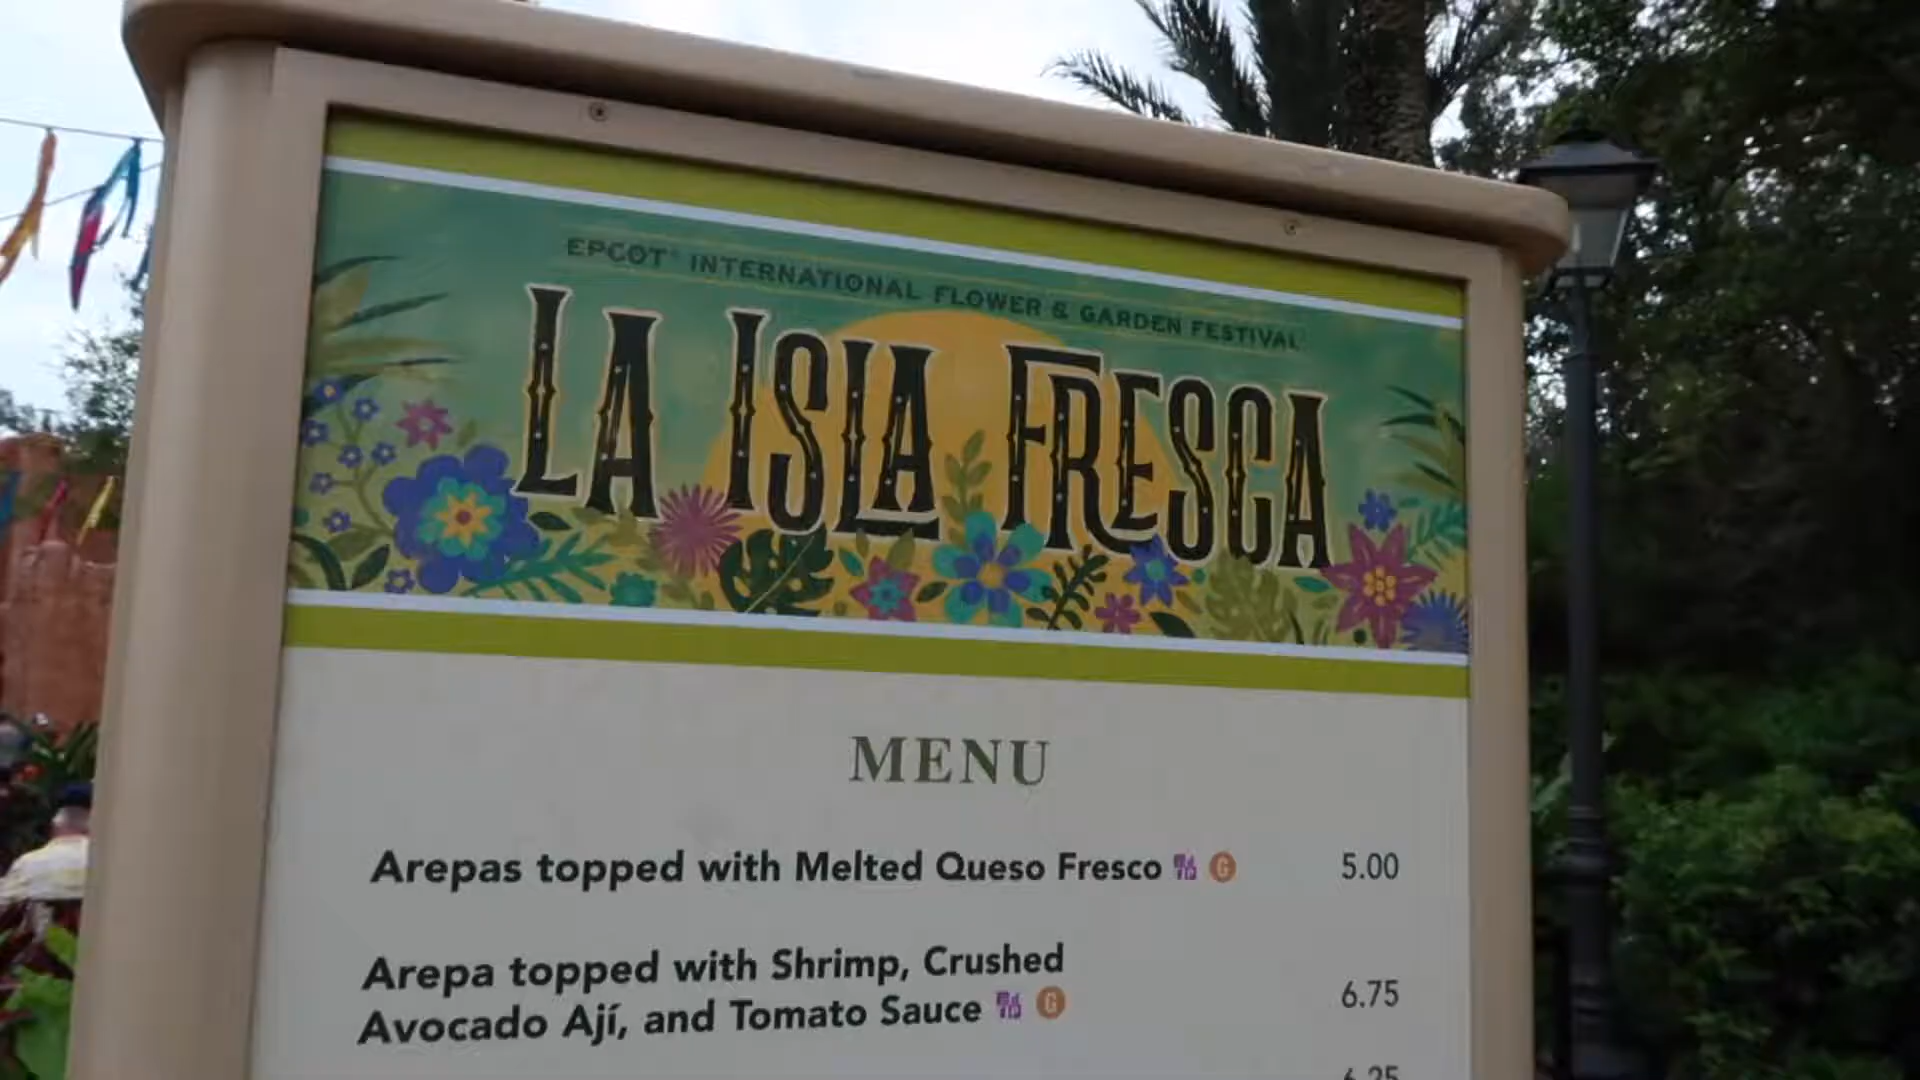 EPCOT® INTERNATIONAL FLOWER & GARDEN FESTIVAL
LA ISLA FRESCA
MENU
Arepas topped with Melted Queso Fresco G 5.00
Arepa topped with Shrimp, Crushed
Avocado Ají, and Tomato Sauce G 6.75